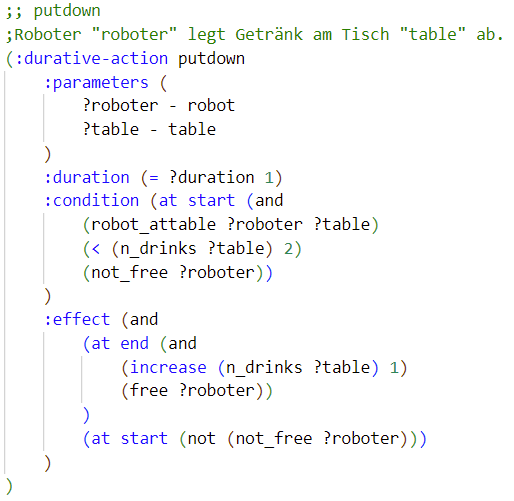 ;; putdown
;Roboter "roboter" legt Getränk am Tisch "table" ab.
(:durative-action putdown
    :parameters (
        ?roboter - robot
        ?table - table
    )
    :duration (= ?duration 1)
    :condition (at start (and
        (robot_attable ?roboter ?table)
        (< (n_drinks ?table) 2)
        (not_free ?roboter))
    )
    :effect (and
        (at end (and
            (increase (n_drinks ?table) 1)
            (free ?roboter))
        )
        (at start (not (not_free ?roboter)))
    )
)